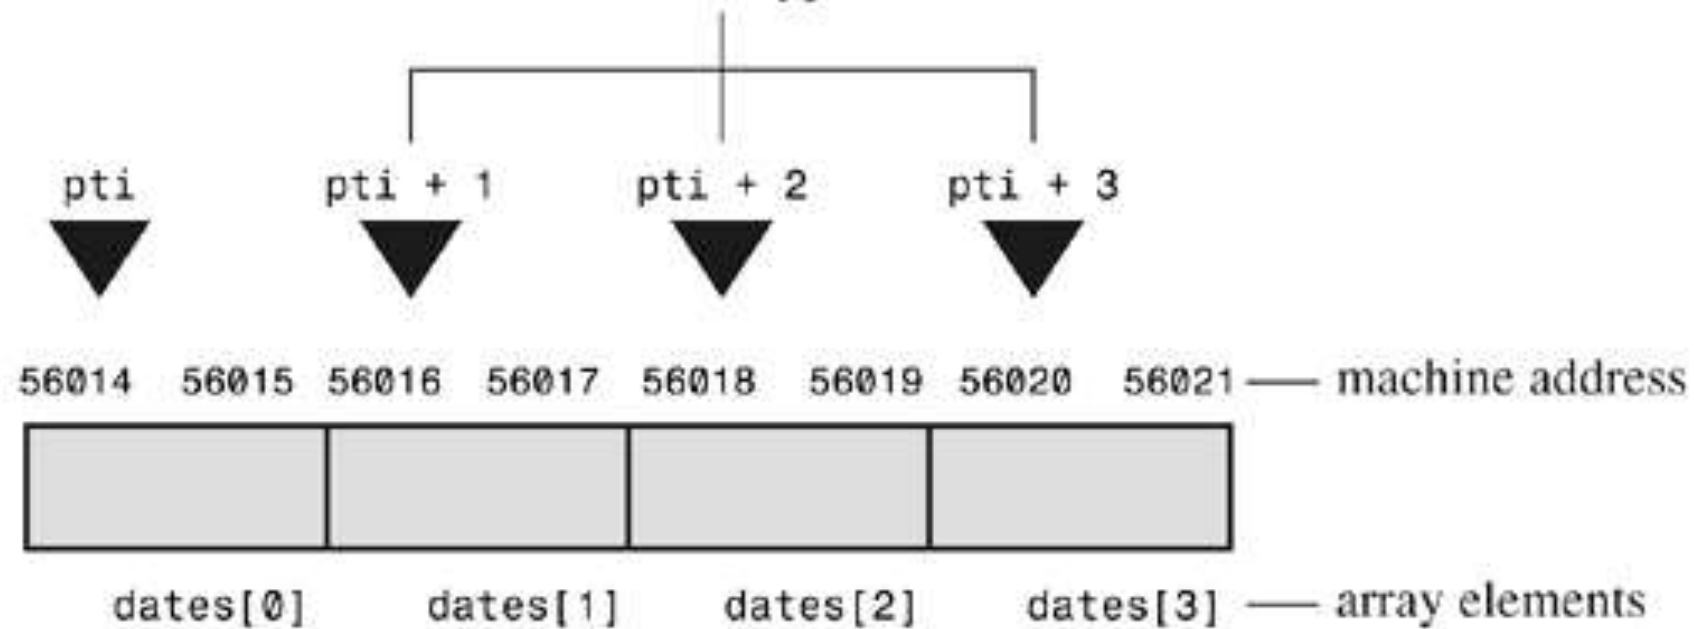 pti pti + 1 pti + 2 pti + 3
56014 56015 56016 56017 56018 56019 56020 56021 machine address
dates[0] dates[1] dates[2] dates[3] array elements